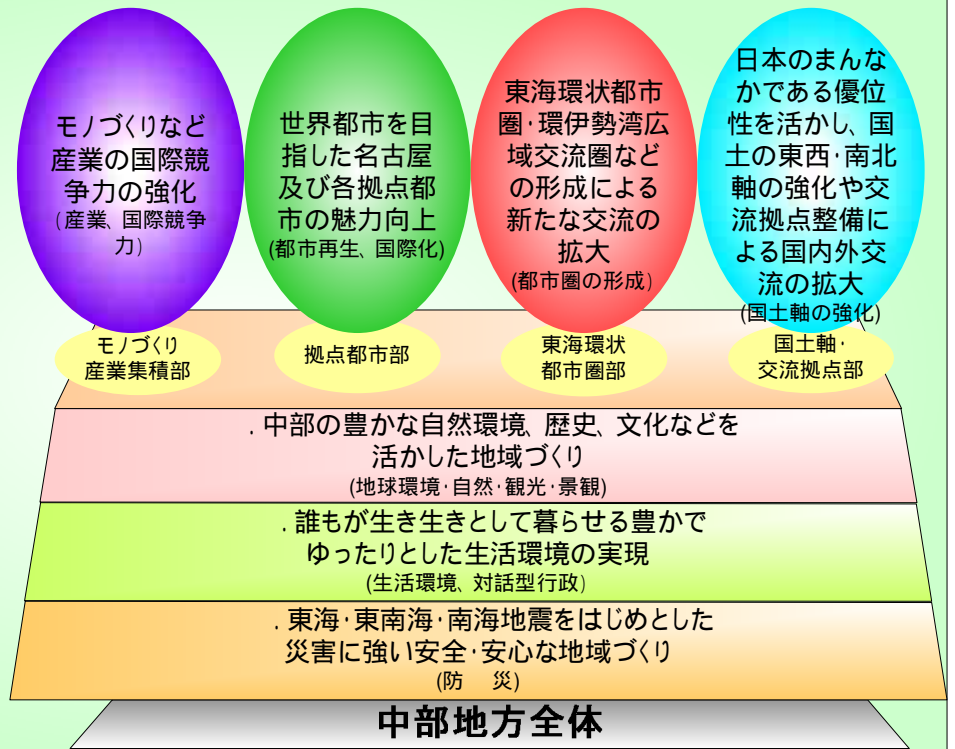 モノづくりなど
産業の国際競
争力の強化
(産業、国際競争
力)
世界都市を目
指した名古屋
及び各拠点都
市の魅力向上
(都市再生、国際化)
東海環状都市
圏・環伊勢湾広
域交流圏など
の形成による
新たな交流の
拡大
(都市圏の形成)
日本のまんな
かである優位
性を活かし、国
土の東西・南北
軸の強化や交
流拠点整備に
よる国内外交
流の拡大
(国土軸の強化)
モノづくり
産業集積部
拠点都市部
東海環状
都市圏部
国土軸・
交流拠点部
.中部の豊かな自然環境、歴史、文化などを
活かした地域づくり
(地球環境・自然・観光・景観)
.誰もが生き生きとして暮らせる豊かで
ゆったりとした生活環境の実現
(生活環境、対話型行政)
.東海・東南海・南海地震をはじめとした
災害に強い安全・安心な地域づくり
(防 災)
中部地方全体